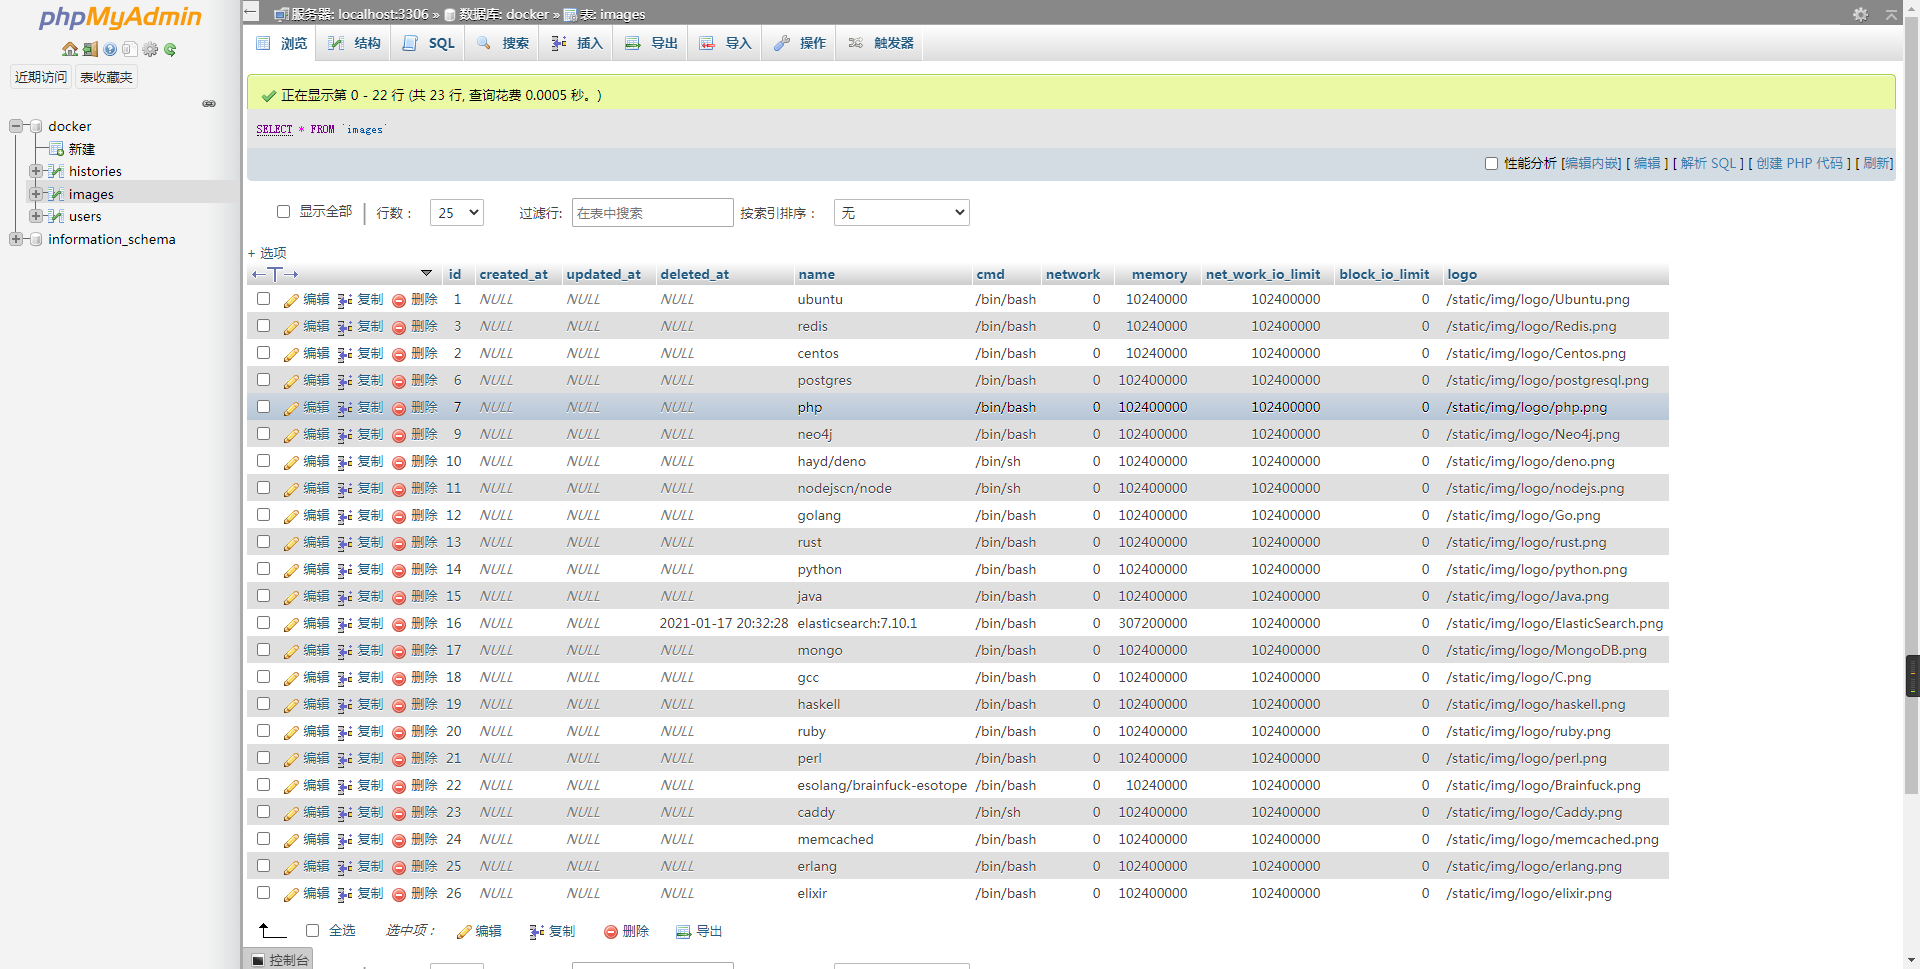 phpMyAdmin
近期访问 表收藏夹
docker
新建
histories
images
users
information_schema
服务器: localhost:3306 » 数据库: docker » 表: images
浏览 结构 SQL 搜索 插入 导出 导入 操作 触发器
正在显示第 0 - 22 行 (共 23 行, 查询花费 0.0005 秒。)
SELECT * FROM `images`
性能分析 [编辑内嵌] [ 编辑 ] [ 解析 SQL ] [ 创建 PHP 代码 ] [ 刷新]
显示全部 行数： 25 过滤行: 在表中搜索 按索引排序： 无
+ 选项
←T→ id created_at updated_at deleted_at name cmd network memory net_work_io_limit block_io_limit logo
编辑 复制 删除 1 NULL NULL NULL ubuntu /bin/bash 0 10240000 102400000 0 /static/img/logo/Ubuntu.png
编辑 复制 删除 3 NULL NULL NULL redis /bin/bash 0 10240000 102400000 0 /static/img/logo/Redis.png
编辑 复制 删除 2 NULL NULL NULL centos /bin/bash 0 10240000 102400000 0 /static/img/logo/Centos.png
编辑 复制 删除 6 NULL NULL NULL postgres /bin/bash 0 102400000 102400000 0 /static/img/logo/postgresql.png
编辑 复制 删除 7 NULL NULL NULL php /bin/bash 0 102400000 102400000 0 /static/img/logo/php.png
编辑 复制 删除 9 NULL NULL NULL neo4j /bin/bash 0 102400000 102400000 0 /static/img/logo/Neo4j.png
编辑 复制 删除 10 NULL NULL NULL hayd/deno /bin/sh 0 102400000 102400000 0 /static/img/logo/deno.png
编辑 复制 删除 11 NULL NULL NULL nodejscn/node /bin/sh 0 102400000 102400000 0 /static/img/logo/nodejs.png
编辑 复制 删除 12 NULL NULL NULL golang /bin/bash 0 102400000 102400000 0 /static/img/logo/Go.png
编辑 复制 删除 13 NULL NULL NULL rust /bin/bash 0 102400000 102400000 0 /static/img/logo/rust.png
编辑 复制 删除 14 NULL NULL NULL python /bin/bash 0 102400000 102400000 0 /static/img/logo/python.png
编辑 复制 删除 15 NULL NULL NULL java /bin/bash 0 102400000 102400000 0 /static/img/logo/Java.png
编辑 复制 删除 16 NULL NULL 2021-01-17 20:32:28 elasticsearch:7.10.1 /bin/bash 0 307200000 102400000 0 /static/img/logo/ElasticSearch.png
编辑 复制 删除 17 NULL NULL NULL mongo /bin/bash 0 102400000 102400000 0 /static/img/logo/MongoDB.png
编辑 复制 删除 18 NULL NULL NULL gcc /bin/bash 0 102400000 102400000 0 /static/img/logo/C.png
编辑 复制 删除 19 NULL NULL NULL haskell /bin/bash 0 102400000 102400000 0 /static/img/logo/haskell.png
编辑 复制 删除 20 NULL NULL NULL ruby /bin/bash 0 102400000 102400000 0 /static/img/logo/ruby.png
编辑 复制 删除 21 NULL NULL NULL perl /bin/bash 0 102400000 102400000 0 /static/img/logo/perl.png
编辑 复制 删除 22 NULL NULL NULL esolang/brainfuck-esotope /bin/bash 0 10240000 102400000 0 /static/img/logo/Brainfuck.png
编辑 复制 删除 23 NULL NULL NULL caddy /bin/sh 0 102400000 102400000 0 /static/img/logo/Caddy.png
编辑 复制 删除 24 NULL NULL NULL memcached /bin/bash 0 102400000 102400000 0 /static/img/logo/memcached.png
编辑 复制 删除 25 NULL NULL NULL erlang /bin/bash 0 102400000 102400000 0 /static/img/logo/erlang.png
编辑 复制 删除 26 NULL NULL NULL elixir /bin/bash 0 102400000 102400000 0 /static/img/logo/elixir.png
全选 选中项： 编辑 复制 删除 导出
控制台